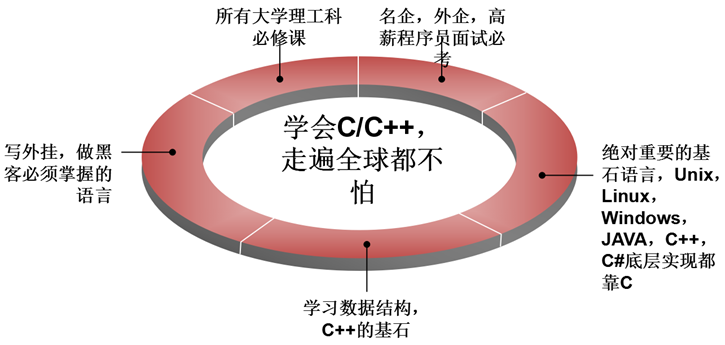 所有大学理工科
必修课
名企，外企，高
薪程序员面试必
考
学会C/C++，
走遍全球都不
怕
写外挂，做黑
客必须掌握的
语言
绝对重要的基
石语言，Unix，
Linux，
Windows，
JAVA，C++，
C#底层实现都
靠C
学习数据结构，
C++的基石